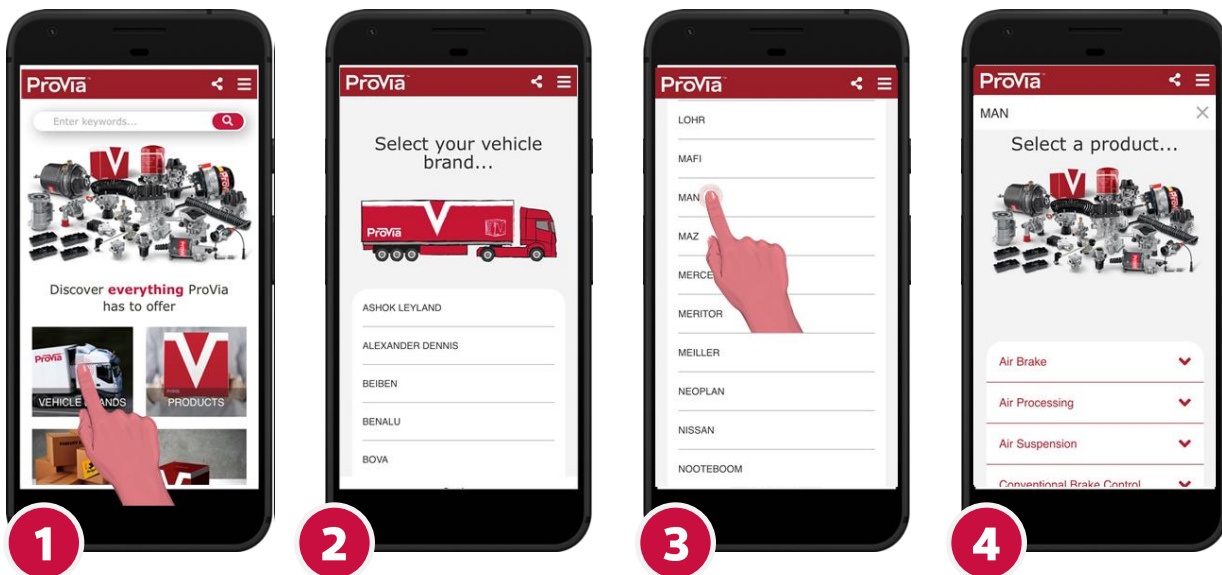 ProVia
Enter keywords...
Discover everything ProVia
has to offer
ProVia
VEHICLE BRANDS
PRODUCTS
1
ProVia
Select your vehicle
brand...
ProVia
ASHOK LEYLAND
ALEXANDER DENNIS
BEIBEN
BENALU
BOVA
2
ProVia
LOHR
MAFI
MAN
MAZ
MERCE
MERITOR
MEILLER
NEOPLAN
NISSAN
NOOTEBOOM
3
ProVia
MAN
Select a product...
Air Brake
Air Processing
Air Suspension
Conventional Brake Control
4